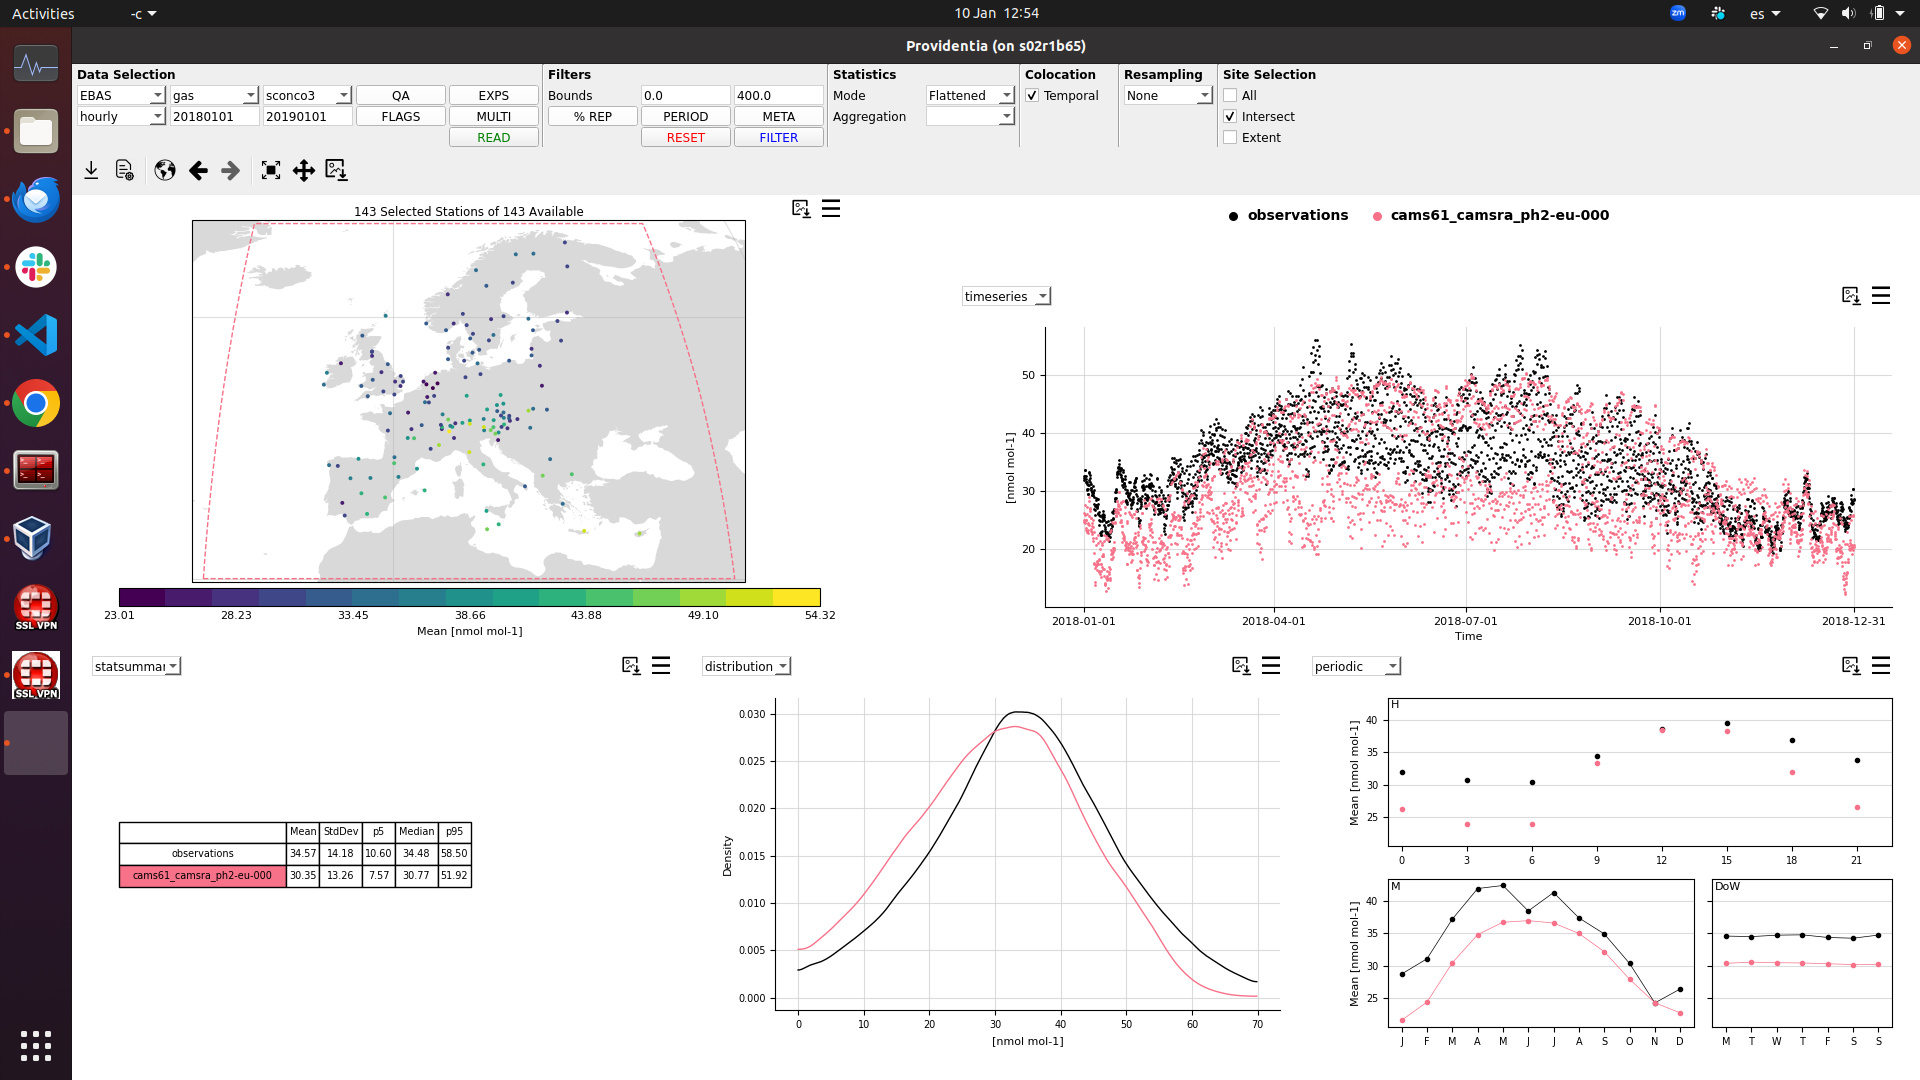 Activities
-c
10 Jan 12:54
zm
es
Providentia (on s02r1b65)
Data Selection
Filters
Statistics
Colocation
Resampling
Site Selection
EBAS
gas
sconco3
QA
EXPS
Bounds
0.0
400.0
Mode
Flattened
Temporal
None
All
hourly
20180101
20190101
FLAGS
MULTI
% REP
PERIOD
META
Aggregation
Intersect
READ
RESET
FILTER
Extent
143 Selected Stations of 143 Available
23.01
28.23
33.45
38.66
43.88
49.10
54.32
Mean [nmol mol-1]
observations
cams61_camsra_ph2-eu-000
timeseries
[nmol mol-1]
50
40
30
20
2018-01-01
2018-04-01
2018-07-01
2018-10-01
2018-12-31
Time
SSL VPN
SSL VPN
statsummar
Mean
StdDev
p5
Median
p95
observations
34.57
14.18
10.60
34.48
58.50
cams61_camsra_ph2-eu-000
30.35
13.26
7.57
30.77
51.92
distribution
Density
0.030
0.025
0.020
0.015
0.010
0.005
0.000
0
10
20
30
40
50
60
70
[nmol mol-1]
periodic
H
Mean [nmol mol-1]
40
35
30
25
0
3
6
9
12
15
18
21
M
Mean [nmol mol-1]
40
35
30
25
J
F
M
A
M
J
J
A
S
O
N
D
DoW
M
T
W
T
F
S
S